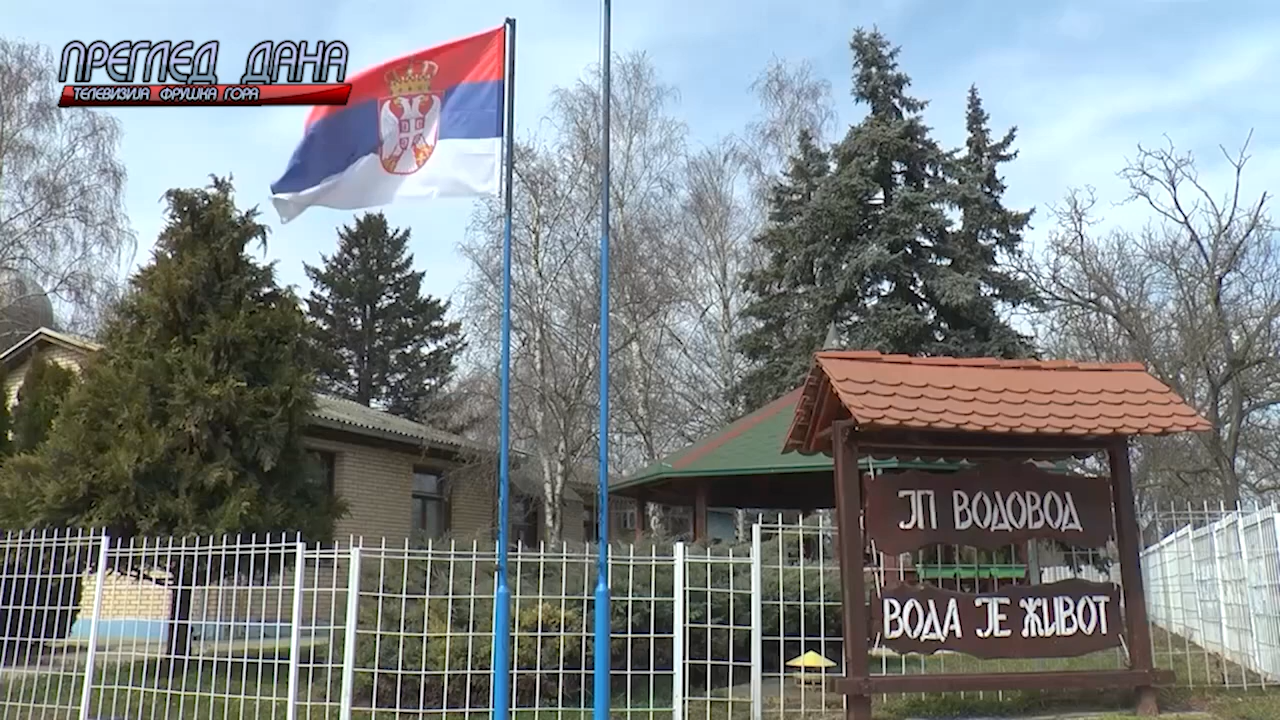 ПРЕГЛЕД ДАНА
ТЕЛЕВИЗИЈА ФРУШКА ГОРА
ЈП ВОДОВОД
ВОДА ЈЕ ЖИВОТ